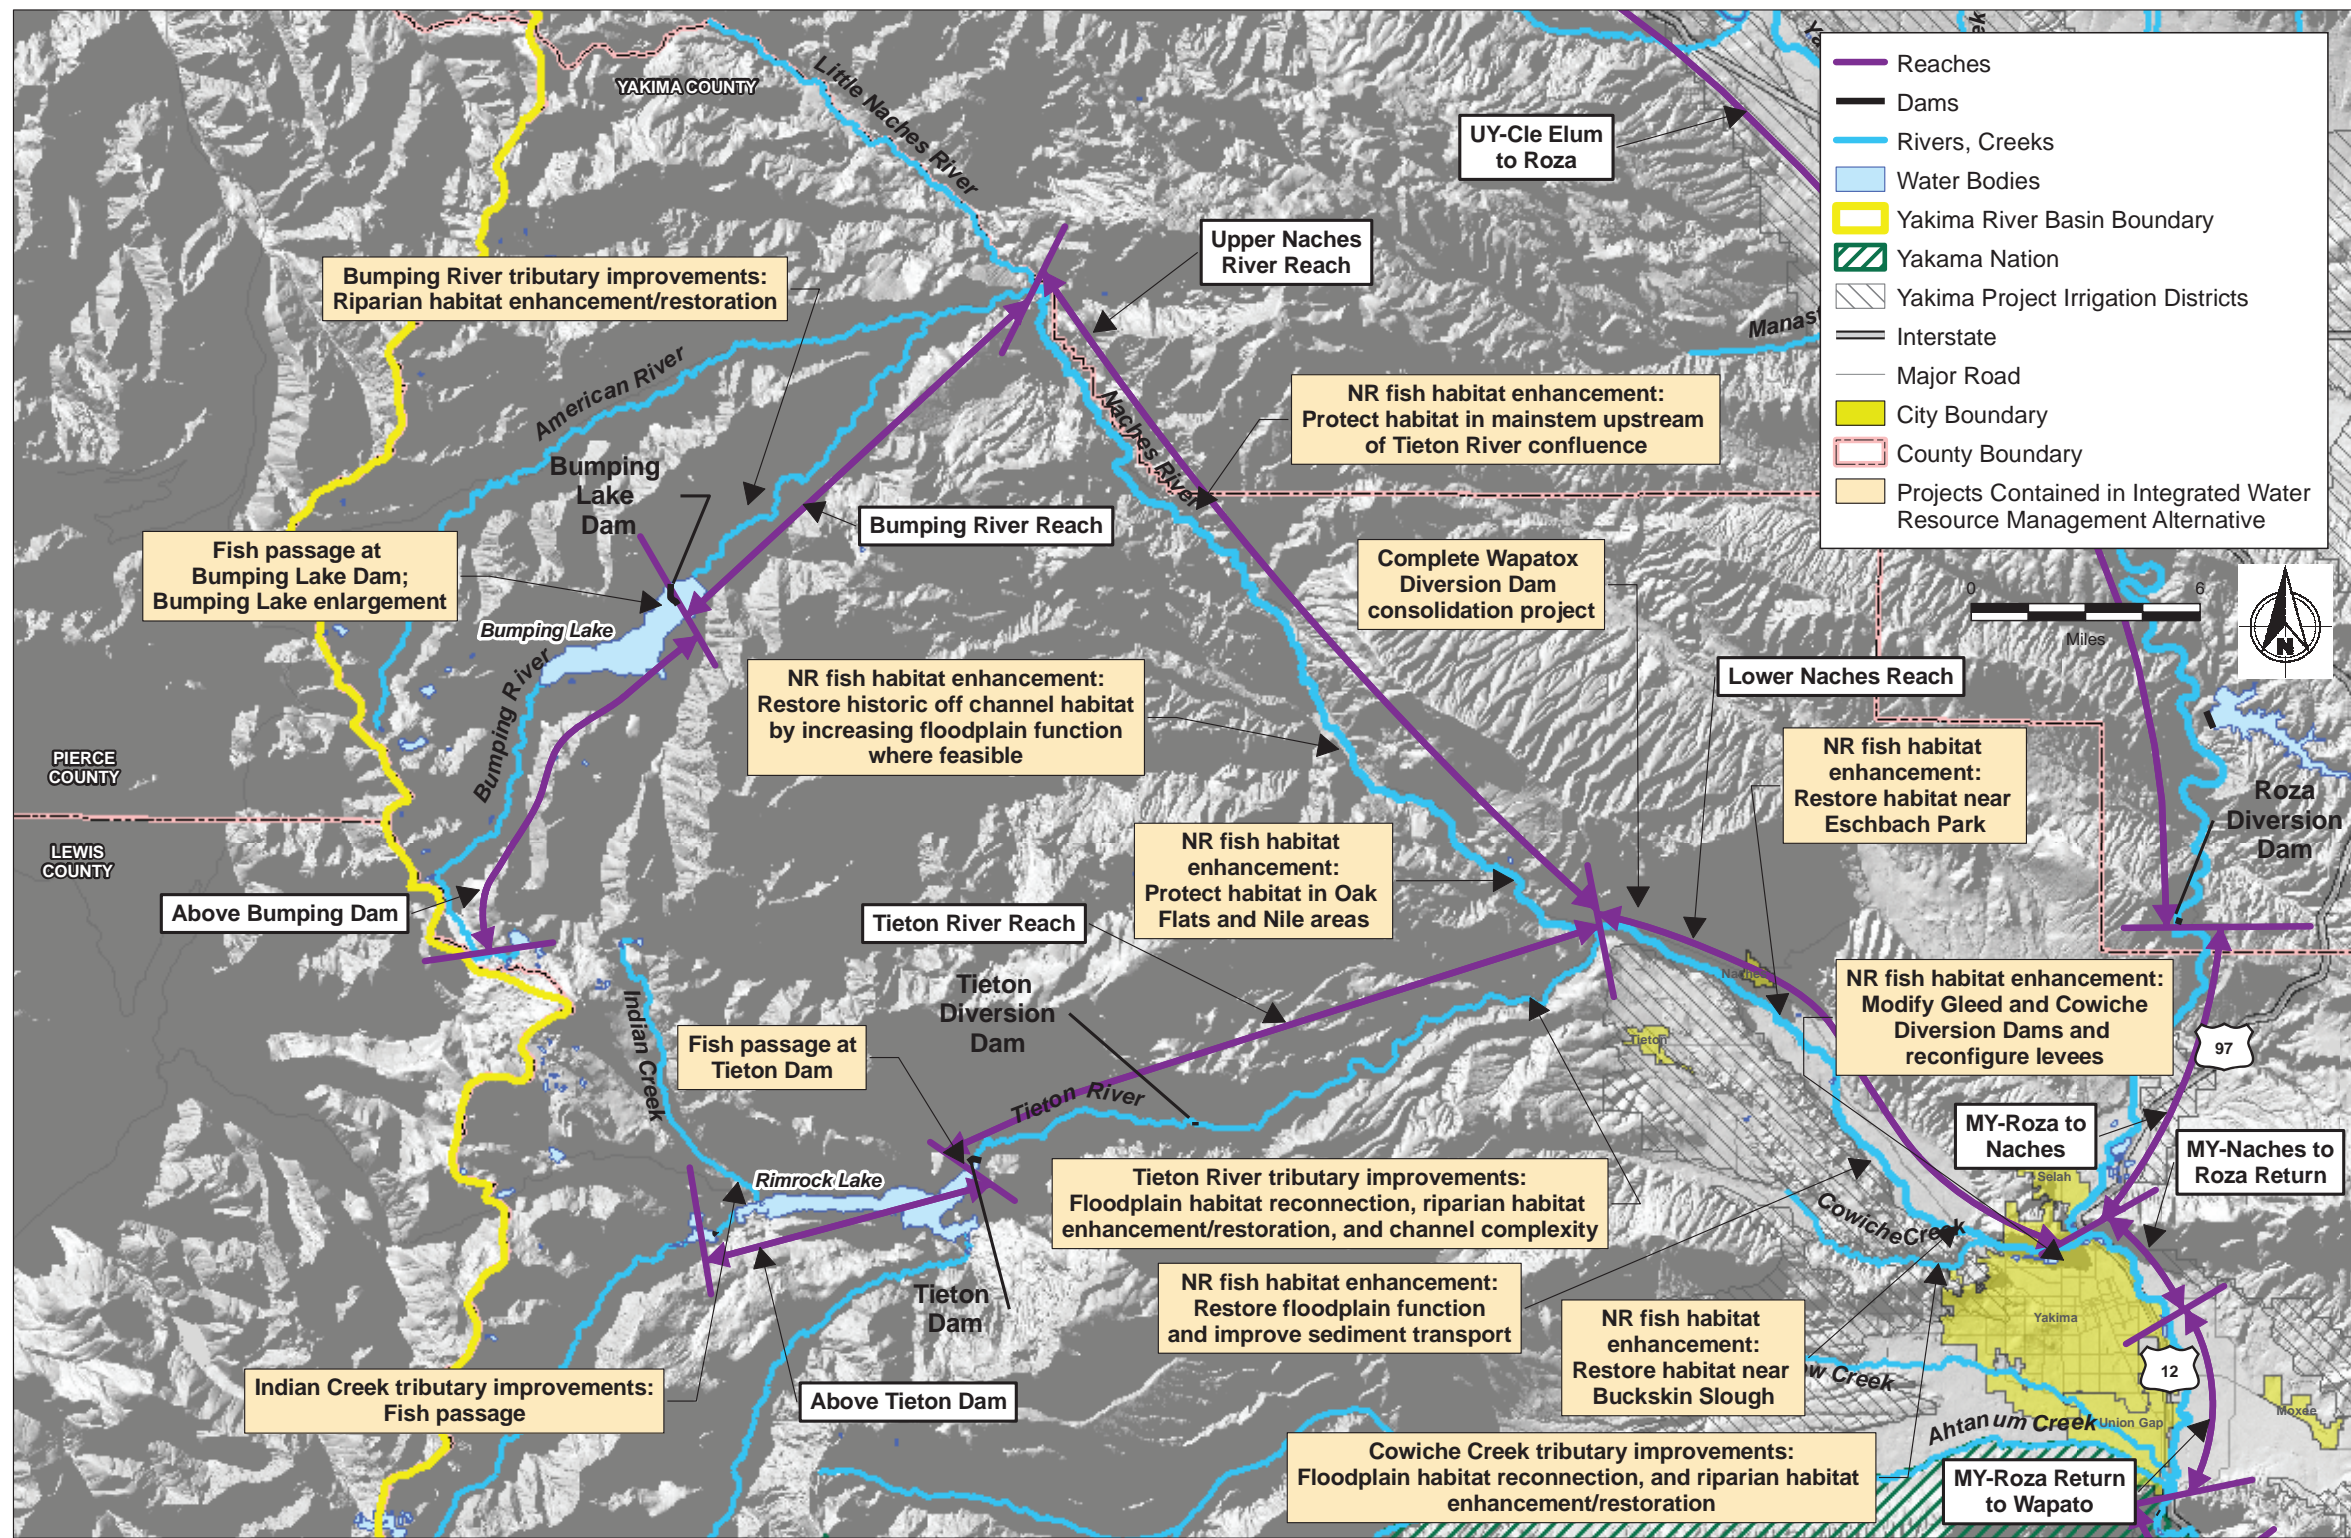 YAKIMA COUNTY
Little Naches River
UY-Cle Elum
to Roza
Reaches
Dams
Rivers, Creeks
Water Bodies
Yakima River Basin Boundary
Yakama Nation
Yakima Project Irrigation Districts
Interstate
Major Road
City Boundary
County Boundary
Projects Contained in Integrated Water
Resource Management Alternative
Upper Naches
River Reach
Bumping River tributary improvements:
Riparian habitat enhancement/restoration
Manast
American River
NR fish habitat enhancement:
Protect habitat in mainstem upstream
of Tieton River confluence
Naches River
Bumping
Lake
Dam
Bumping River Reach
Fish passage at
Bumping Lake Dam;
Bumping Lake enlargement
Complete Wapatox
Diversion Dam
consolidation project
0 6
Miles
N
Bumping Lake
Bumping River
NR fish habitat enhancement:
Restore historic off channel habitat
by increasing floodplain function
where feasible
Lower Naches Reach
NR fish habitat
enhancement:
Restore habitat near
Eschbach Park
PIERCE
COUNTY
LEWIS
COUNTY
Roza
Diversion
Dam
NR fish habitat
enhancement:
Protect habitat in Oak
Flats and Nile areas
Above Bumping Dam
Tieton River Reach
Tieton
Diversion
Dam
Indian Creek
Fish passage at
Tieton Dam
Naches
NR fish habitat enhancement:
Modify Gleed and Cowiche
Diversion Dams and
reconfigure levees
Tieton
97
Tieton River
MY-Roza to
Naches
MY-Naches to
Roza Return
Selah
Rimrock Lake
Tieton River tributary improvements:
Floodplain habitat reconnection, riparian habitat
enhancement/restoration, and channel complexity
Cowiche Creek
NR fish habitat enhancement:
Restore floodplain function
and improve sediment transport
Tieton
Dam
NR fish habitat
enhancement:
Restore habitat near
Buckskin Slough
Yakima
12
Indian Creek tributary improvements:
Fish passage
Above Tieton Dam
ow Creek
Ahtanum Creek
Union Gap
Moxee
Cowiche Creek tributary improvements:
Floodplain habitat reconnection, and riparian habitat
enhancement/restoration
MY-Roza Return
to Wapato